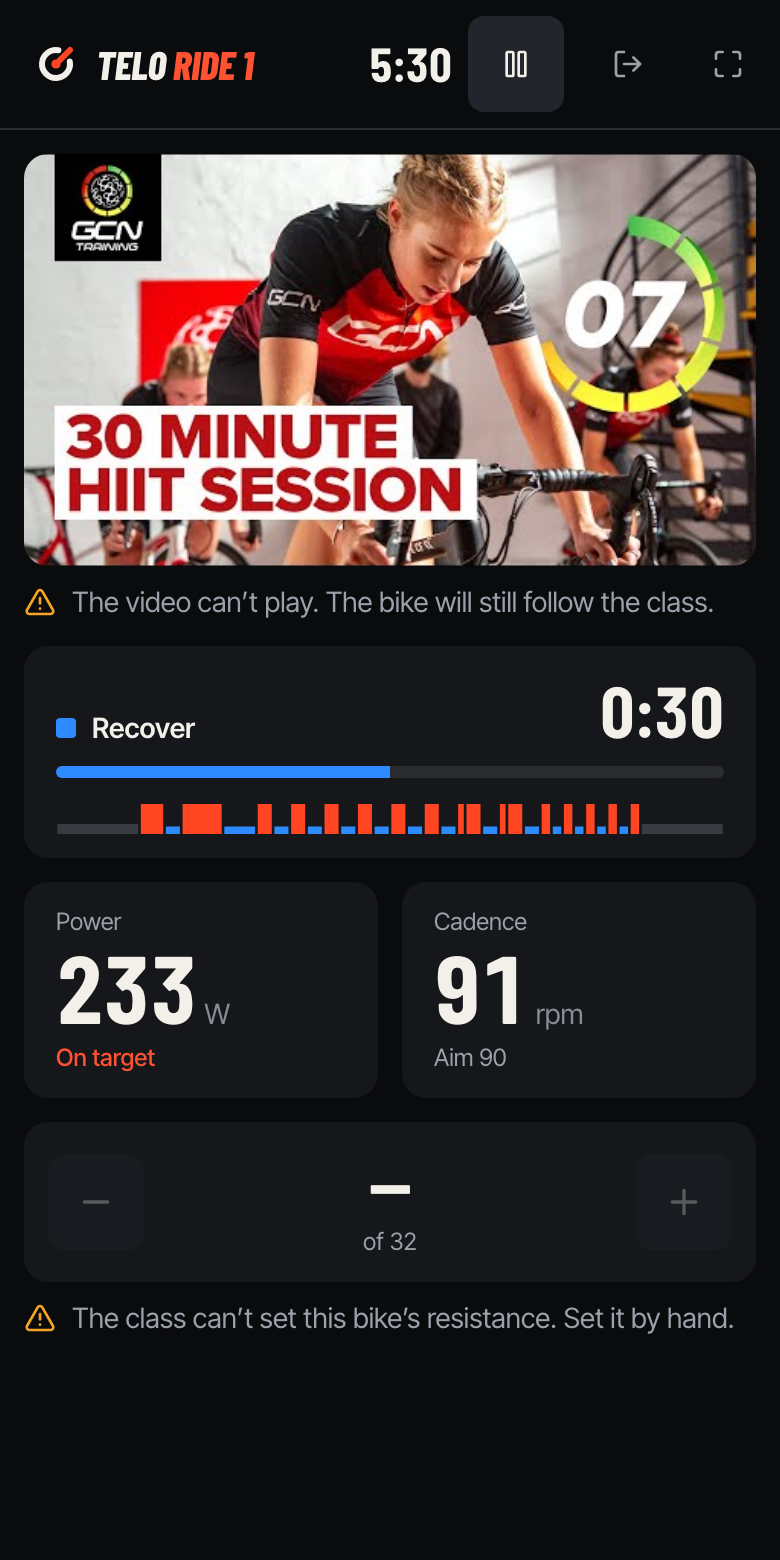 TELO RIDE 1
5:30
GCN
TRAINING
GCN
GCN
07
30 MINUTE
HIIT SESSION
The video can’t play. The bike will still follow the class.
Recover
0:30
Power
Cadence
233 W
91 rpm
On target
Aim 90
–
of 32
+
The class can’t set this bike’s resistance. Set it by hand.